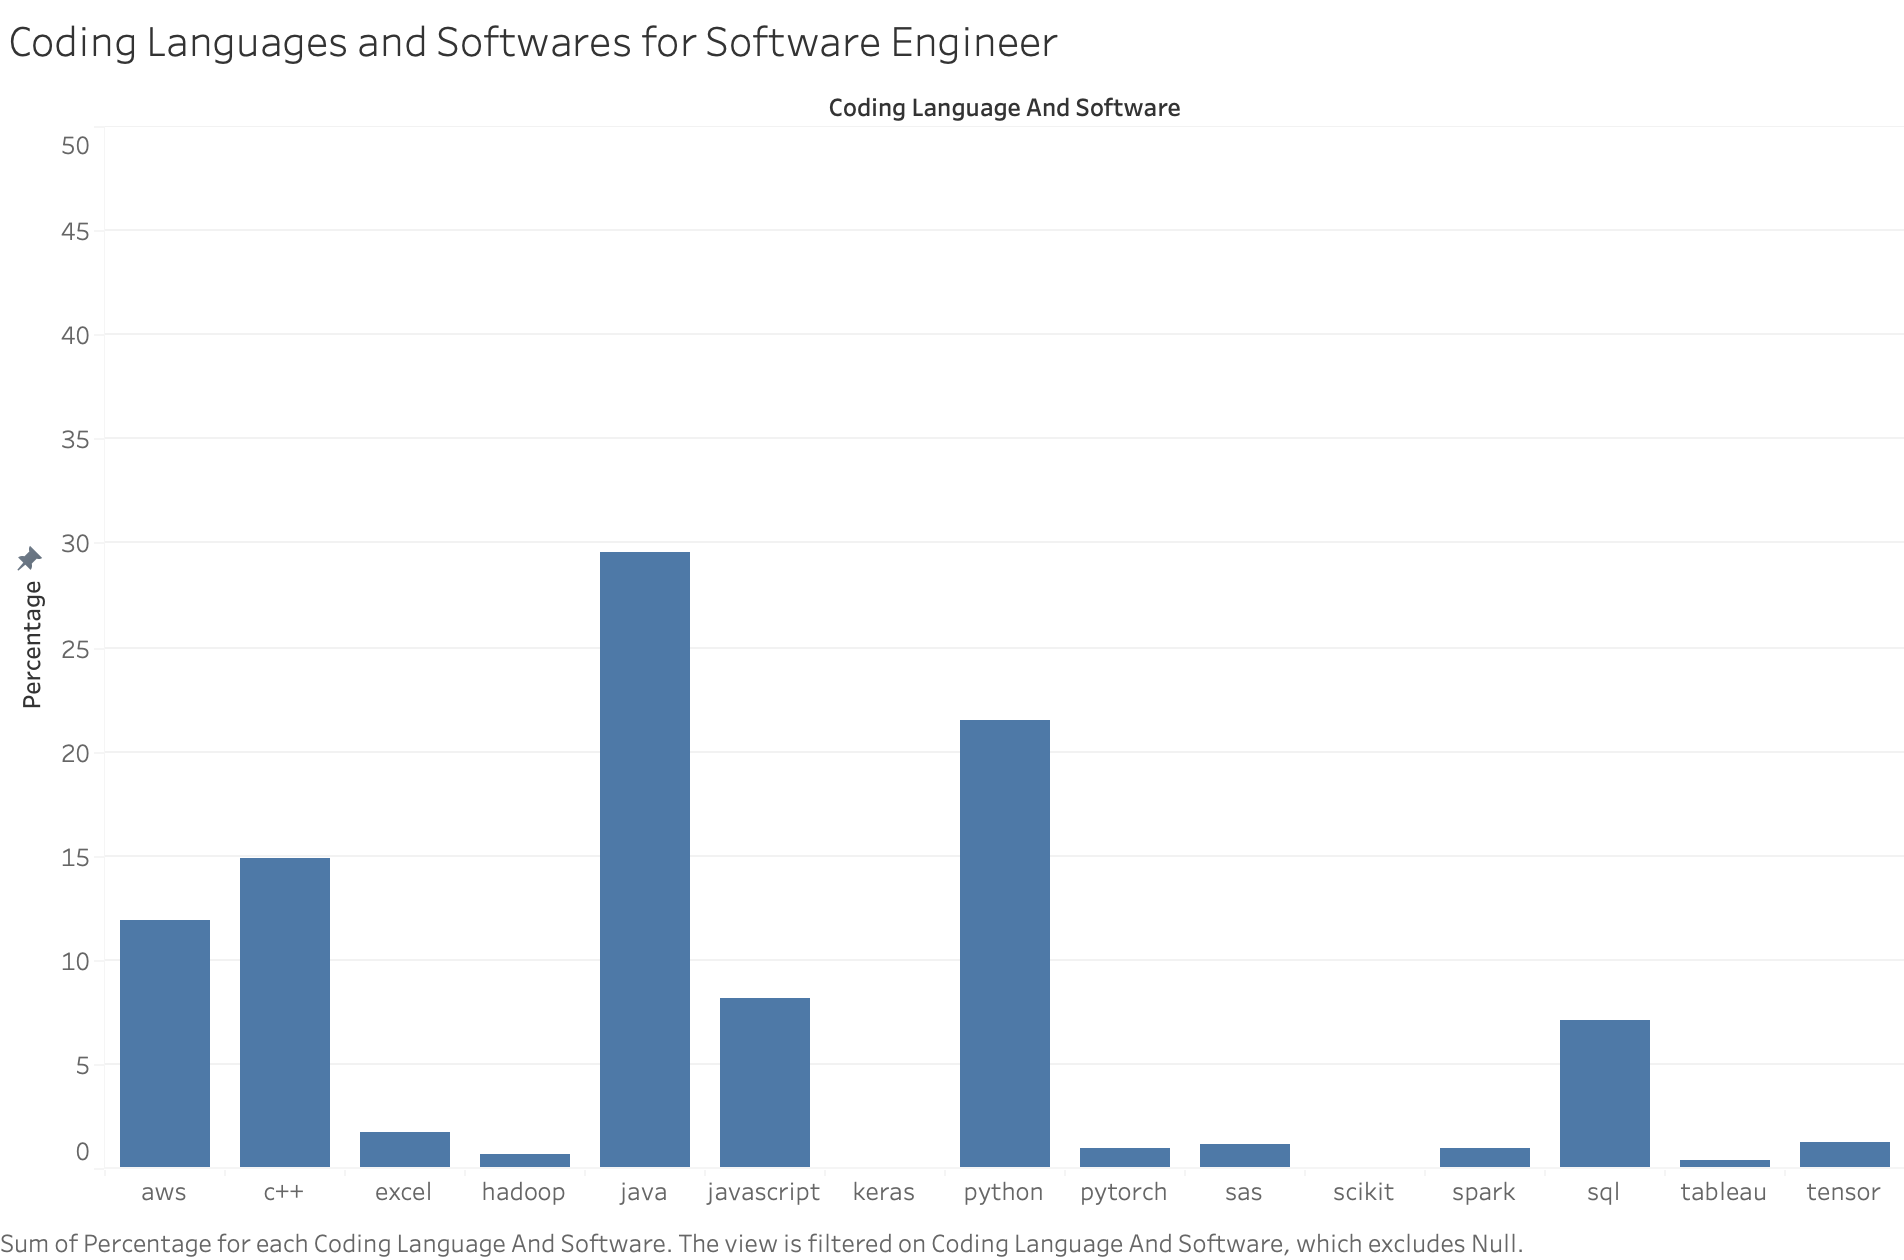 Coding Languages and Softwares for Software Engineer
Coding Language And Software
50
45
40
35
30
25
20
15
10
5
0
Percentage
aws c++ excel hadoop java javascript keras python pytorch sas scikit spark sql tableau tensor
Sum of Percentage for each Coding Language And Software. The view is filtered on Coding Language And Software, which excludes Null.